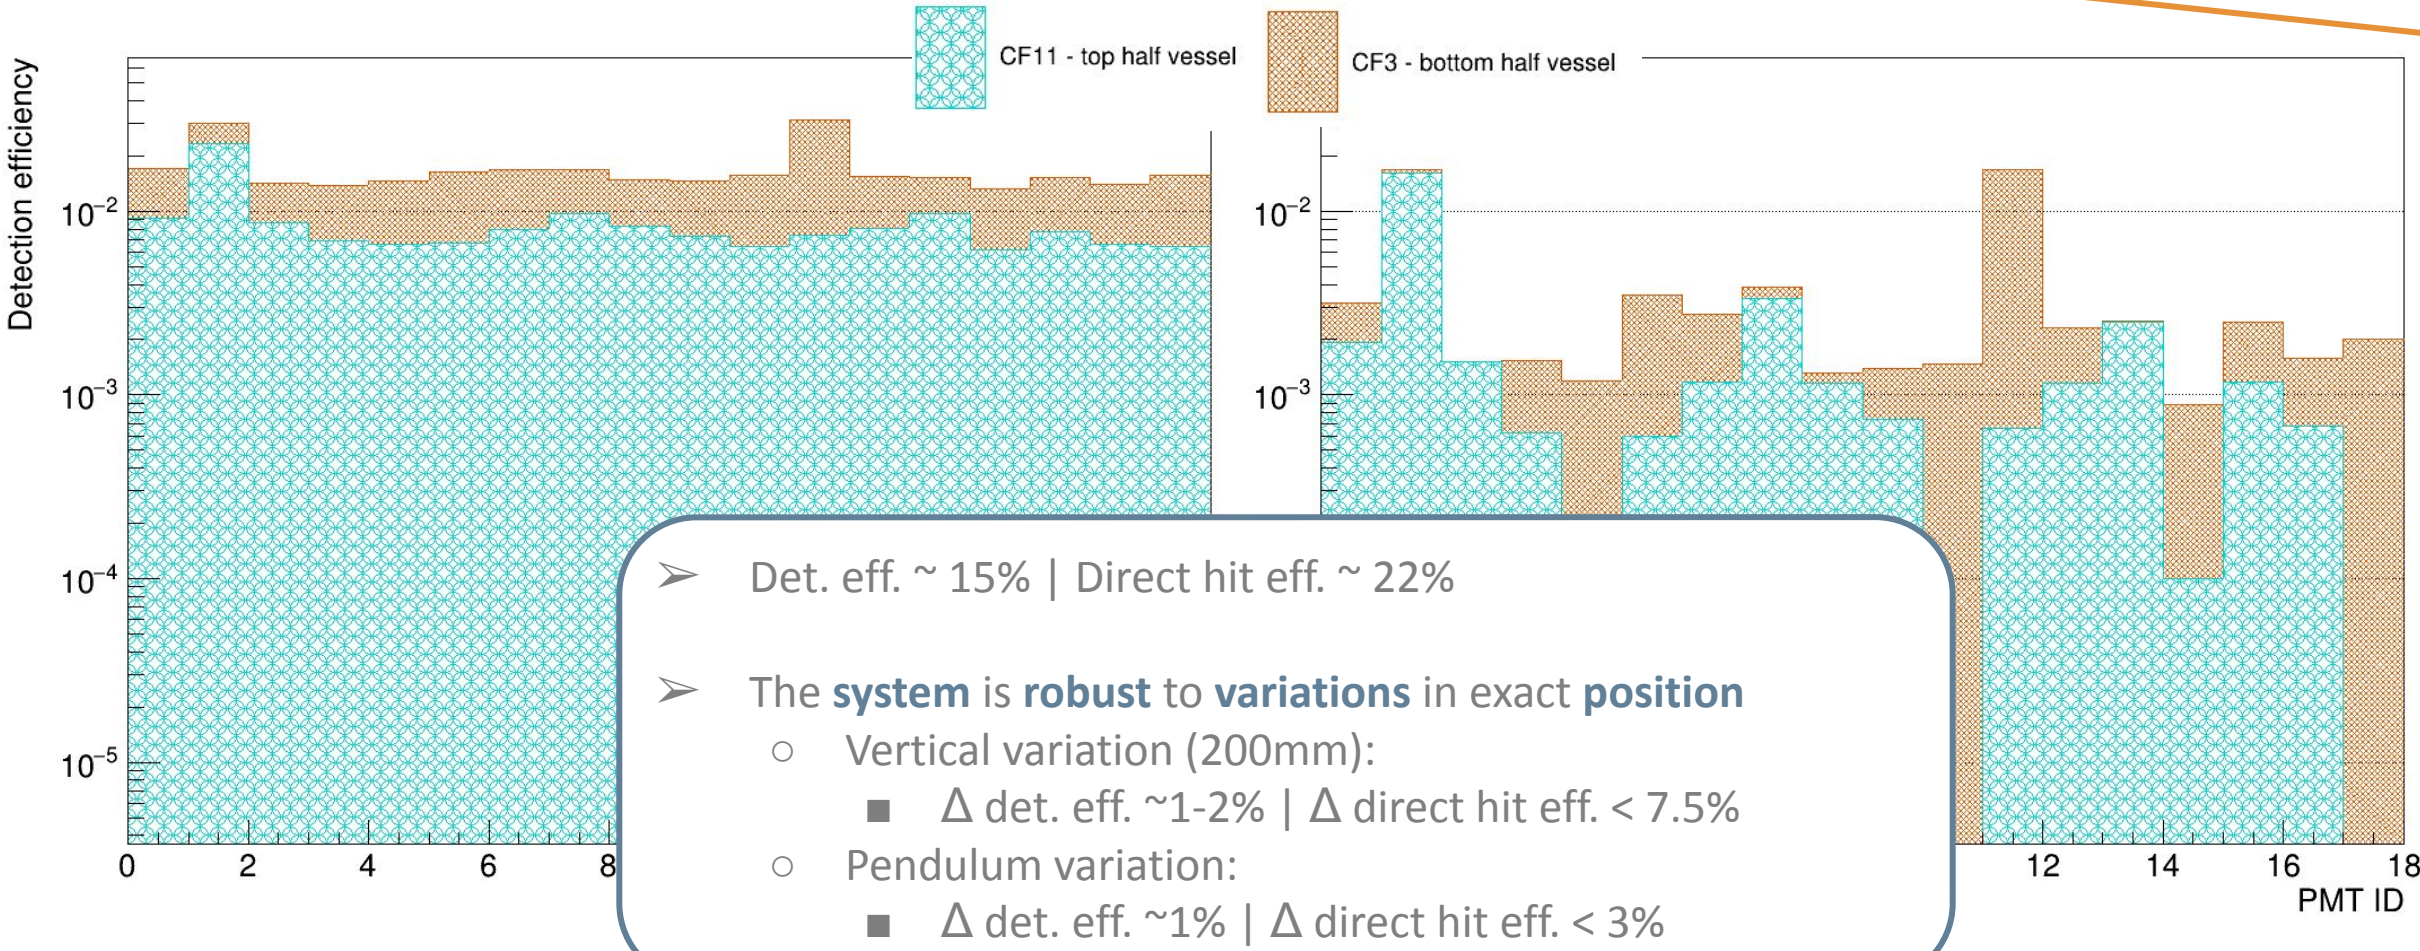 CF11 - top half vessel
CF3 - bottom half vessel
Detection efficiency
10⁻²
10⁻³
10⁻⁴
10⁻⁵
0 2 4 6 8
10⁻²
10⁻³
12 14 16 18
PMT ID
➢ Det. eff. ~ 15% | Direct hit eff. ~ 22%
➢ The system is robust to variations in exact position
○ Vertical variation (200mm):
■ Δ det. eff. ~1-2% | Δ direct hit eff. < 7.5%
○ Pendulum variation:
■ Δ det. eff. ~1% | Δ direct hit eff. < 3%